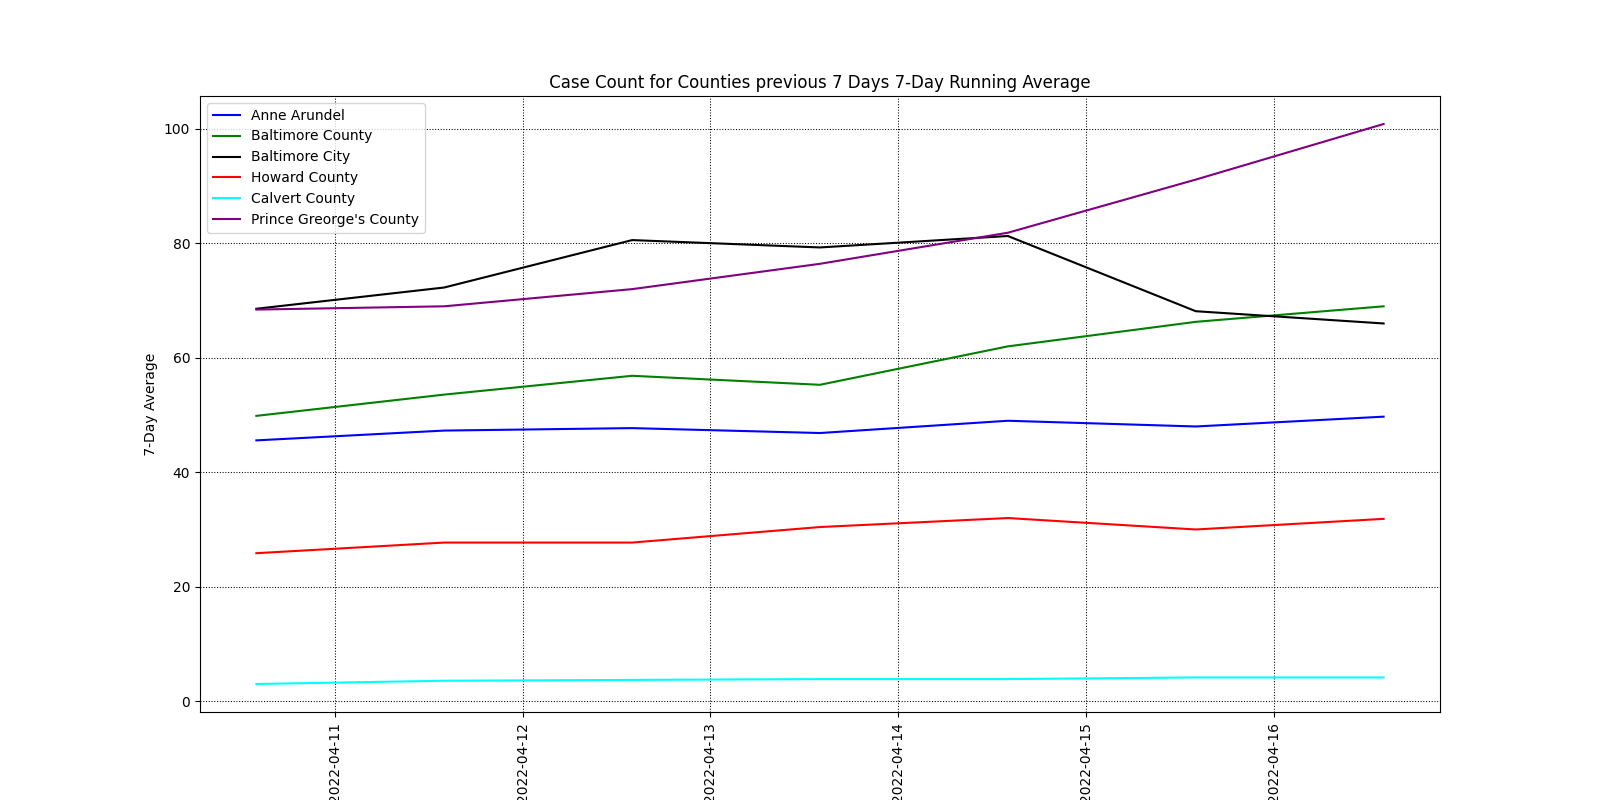 Case Count for Counties previous 7 Days 7-Day Running Average
Anne Arundel
Baltimore County
Baltimore City
Howard County
Calvert County
Prince Greorge's County
7-Day Average
100
80
60
40
20
0
2022-04-11
2022-04-12
2022-04-13
2022-04-14
2022-04-15
2022-04-16